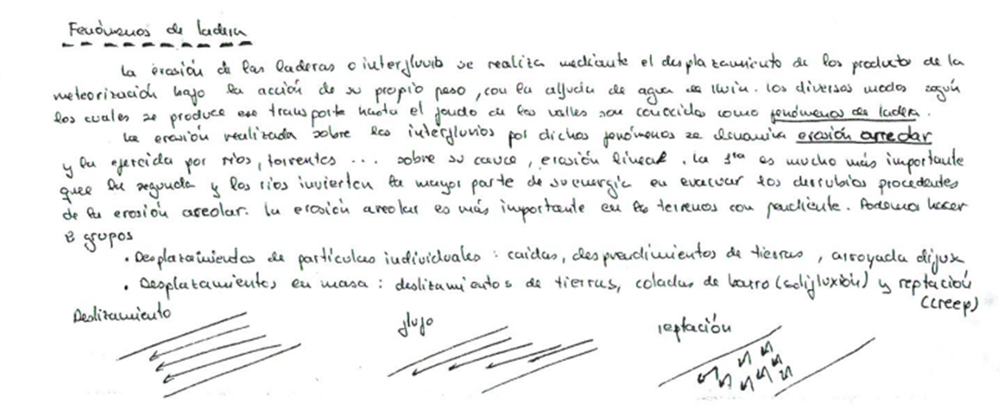 Fenómenos de ladera
La erosión de las laderas o interfluvio se realiza mediante el desplazamiento de los producto de la
meteorización bajo la acción de su propio peso, con la ayuda de agua de lluvia. Los diversos modos según
los cuales se produce ese transporte hasta el fondo de los valles son conocidos como fenómenos de ladera.
La erosión realizada sobre los interfluvios por dichos fenómenos se denomina erosión areolar
y la ejercida por ríos, torrentes ... sobre su cauce, erosión lineal. La 1ra es mucho más importante
que la segunda y los ríos invierten la mayor parte de su energía en evacuar los derrubios procedentes
de la erosión areolar. La erosión areolar es más importante en los terrenos con pendiente. Podemos hacer
grupos
• Desplazamientos de partículas individuales: caídas, desprendimientos de tierras, arroyada difusa
• Desplazamientos en masa: deslizamientos de tierras, coladas de barro (solifluxión) y reptación
(creep)
Deslizamiento flujo reptación